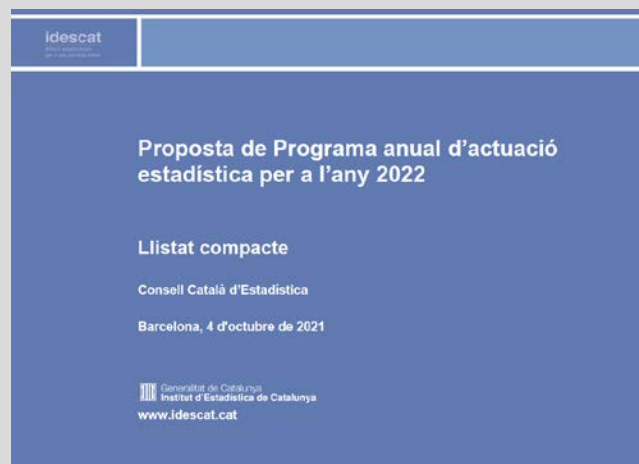 idescat
Proposta de Programa anual d'actuació
estadística per a l'any 2022
Llistat compacte
Consell Català d'Estadística
Barcelona, 4 d'octubre de 2021
Generalitat de Catalunya
Institut d'Estadística de Catalunya
www.idescat.cat